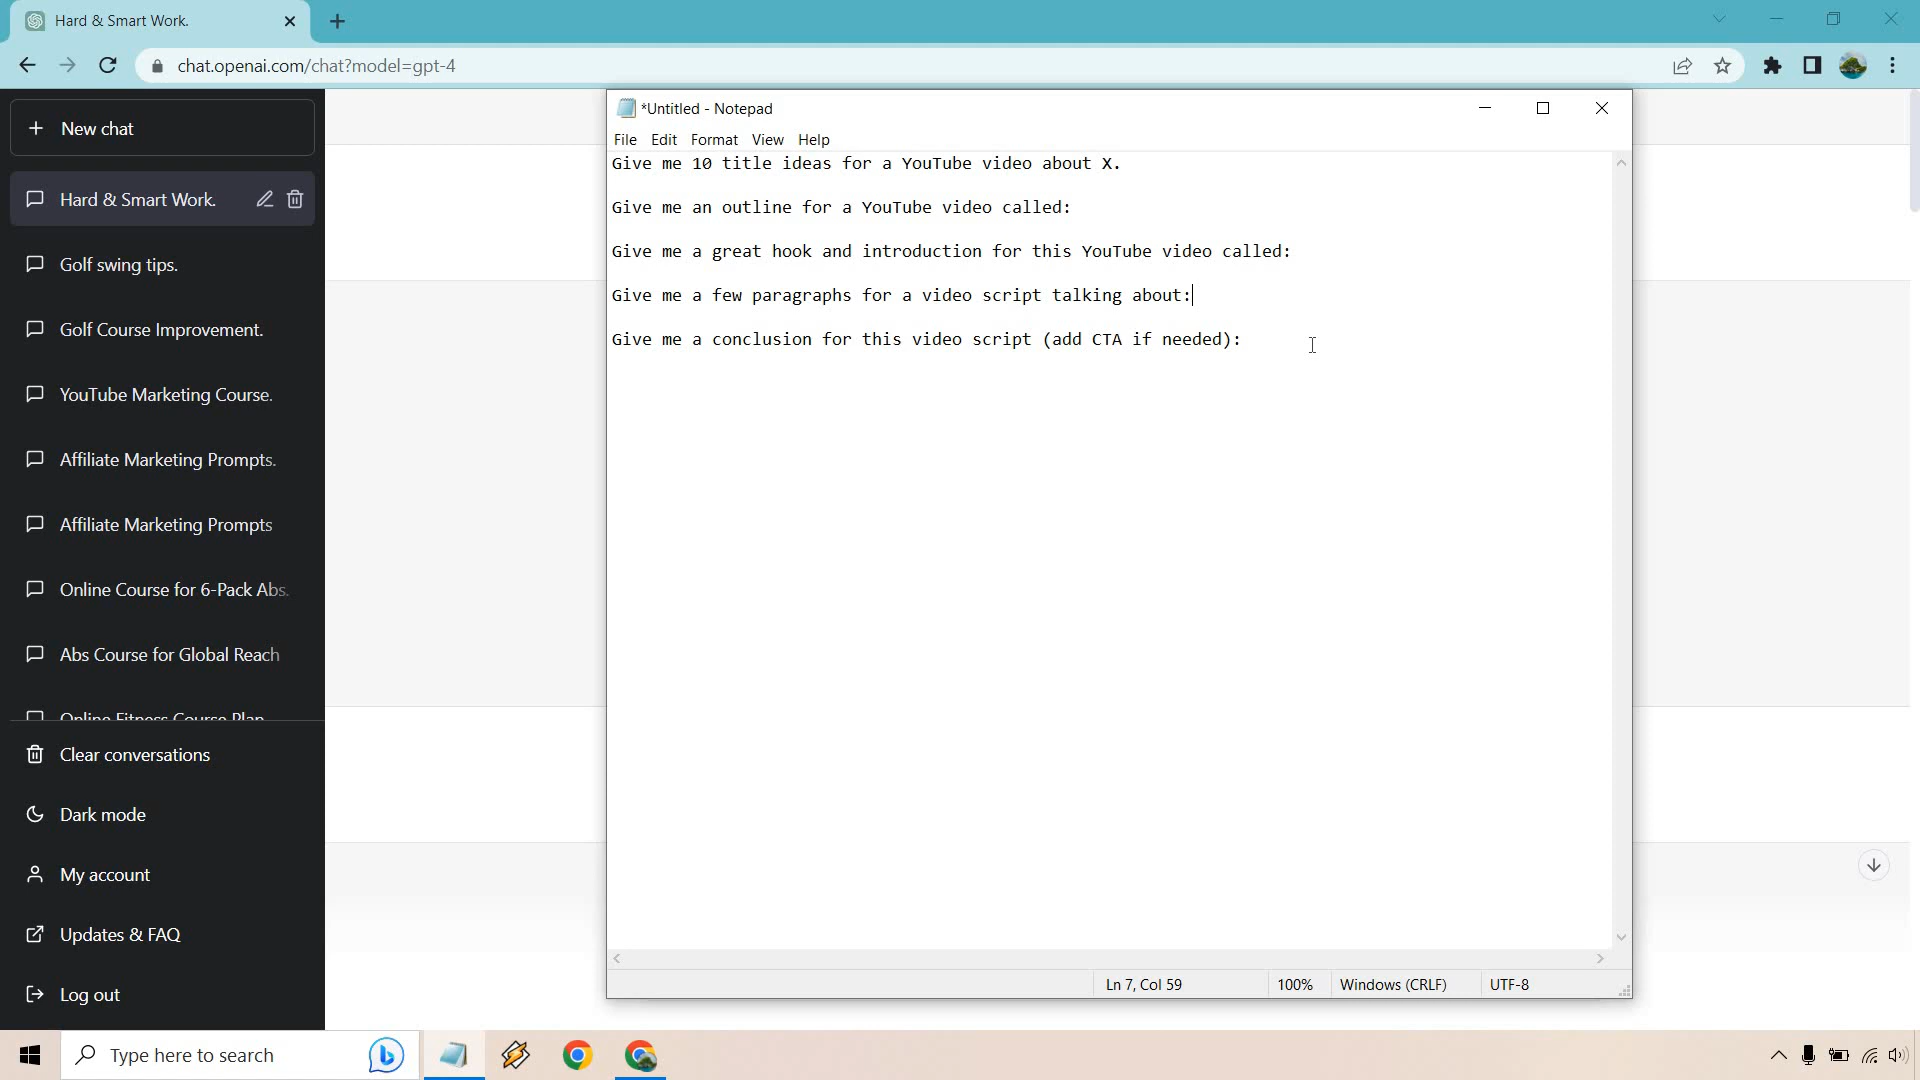 Hard & Smart Work.
chat.openai.com/chat?model=gpt-4
New chat
Hard & Smart Work.
Golf swing tips.
Golf Course Improvement.
YouTube Marketing Course.
Affiliate Marketing Prompts.
Affiliate Marketing Prompts
Online Course for 6-Pack Abs.
Abs Course for Global Reach
Online Fitness Course Plan
Clear conversations
Dark mode
My account
Updates & FAQ
Log out
*Untitled - Notepad
File Edit Format View Help
Give me 10 title ideas for a YouTube video about X.
Give me an outline for a YouTube video called:
Give me a great hook and introduction for this YouTube video called:
Give me a few paragraphs for a video script talking about:
Give me a conclusion for this video script (add CTA if needed):
Ln 7, Col 59 100% Windows (CRLF) UTF-8
Type here to search